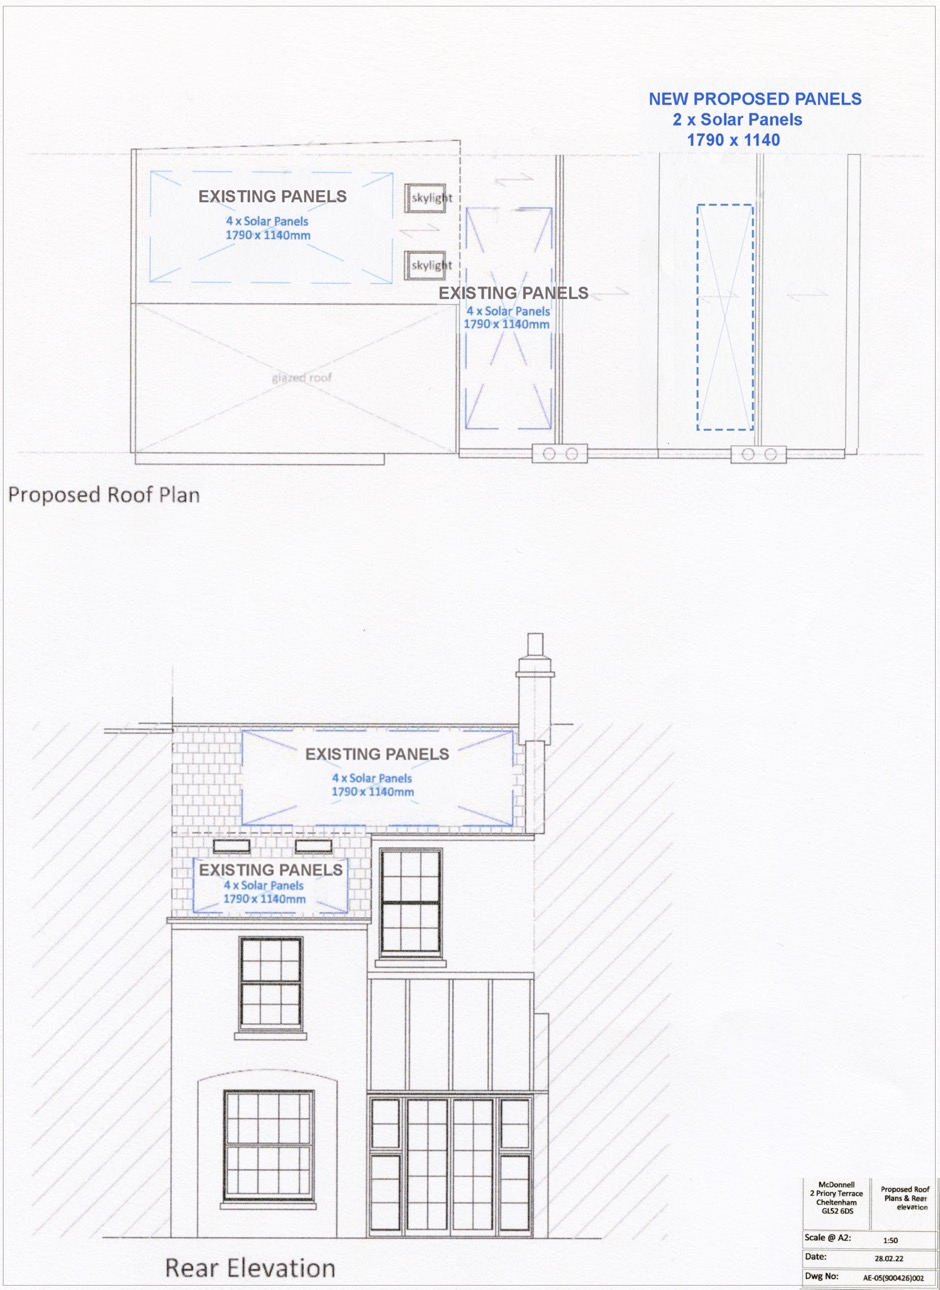 NEW PROPOSED PANELS
2 x Solar Panels
1790 x 1140
EXISTING PANELS
4 x Solar Panels
1790 x 1140mm
skylight
skylight
EXISTING PANELS
4 x Solar Panels
1790 x 1140mm
glazed roof
Proposed Roof Plan
EXISTING PANELS
4 x Solar Panels
1790 x 1140mm
EXISTING PANELS
4 x Solar Panels
1790 x 1140mm
Rear Elevation
McDonnell
2 Priory Terrace
Cheltenham
GL52 6DS
Proposed Roof
Plans & Rear
elevation
Scale @ A2: 1:50
Date: 28.02.22
Dwg No: AE-05(900426)002